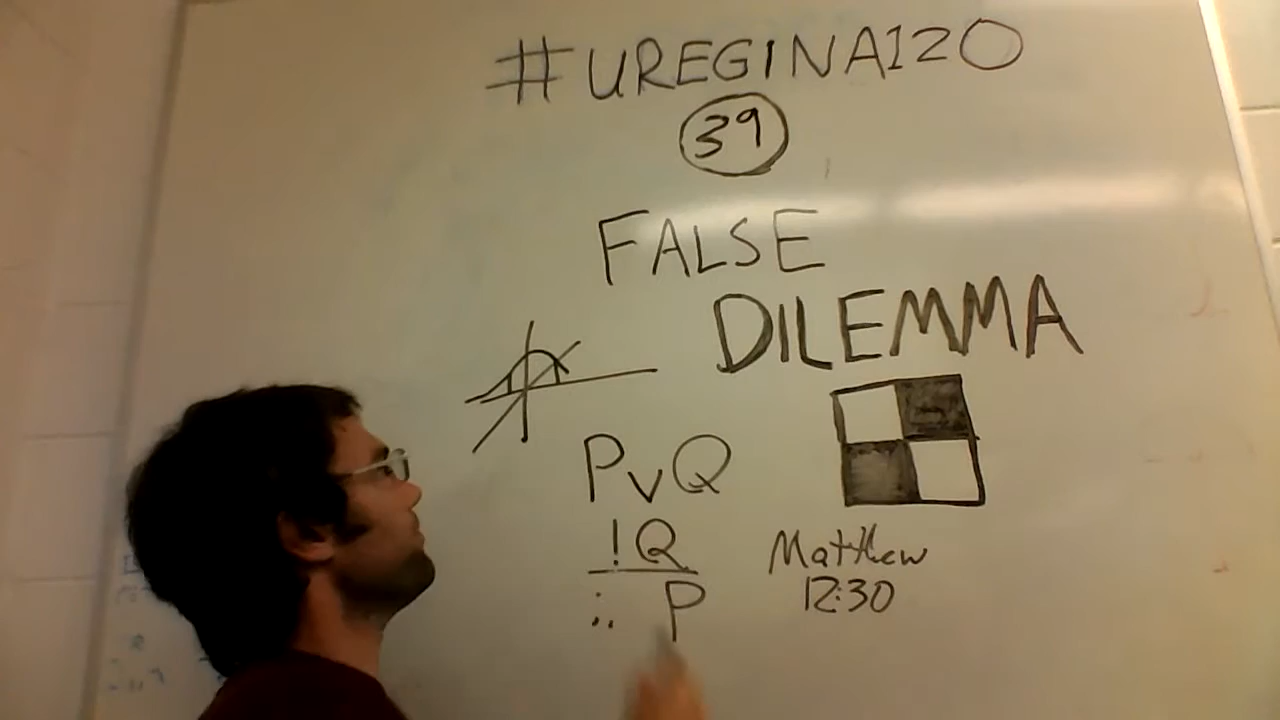 #UREGINA120
39
FALSE
DILEMMA
PvQ
!Q
∴ P
Matthew
12:30